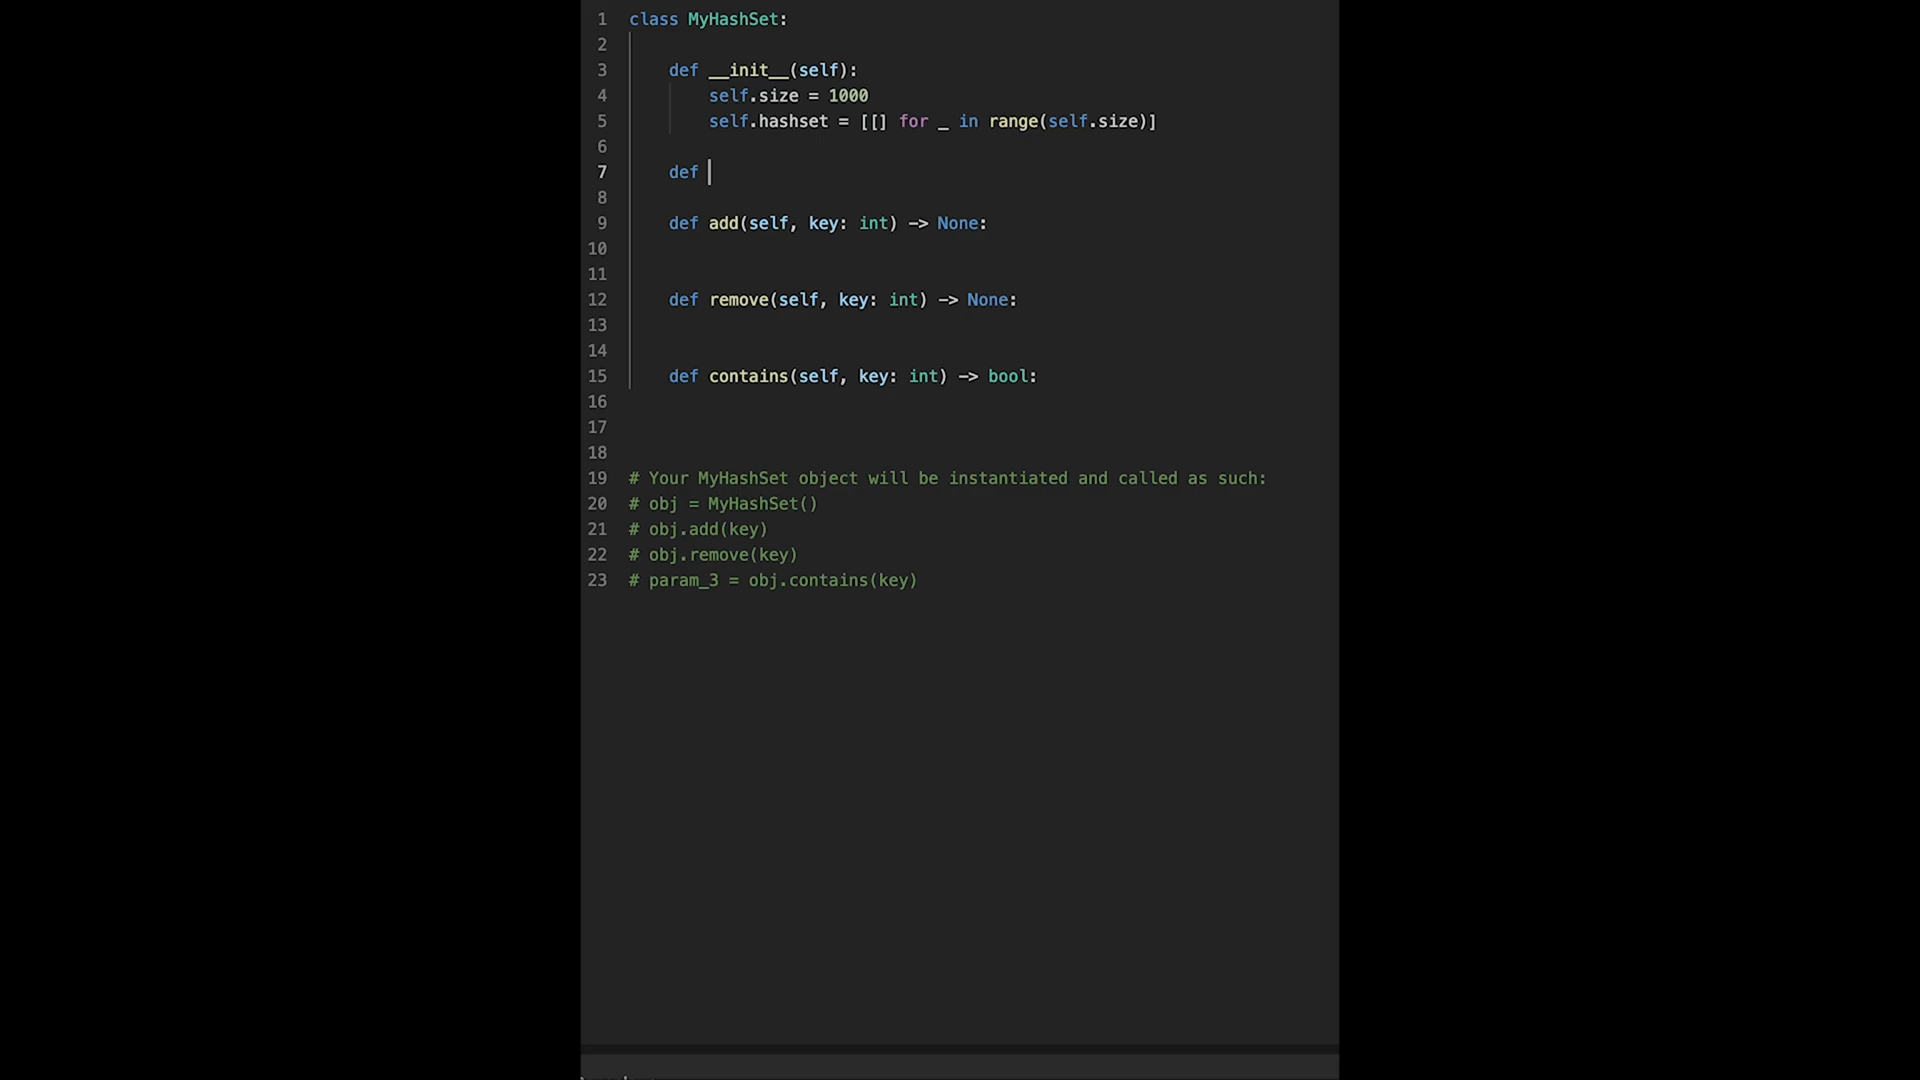 1 class MyHashSet:
2
3 def __init__(self):
4 self.size = 1000
5 self.hashset = [[] for _ in range(self.size)]
6
7 def
8
9 def add(self, key: int) -> None:
10
11
12 def remove(self, key: int) -> None:
13
14
15 def contains(self, key: int) -> bool:
16
17
18
19 # Your MyHashSet object will be instantiated and called as such:
20 # obj = MyHashSet()
21 # obj.add(key)
22 # obj.remove(key)
23 # param_3 = obj.contains(key)